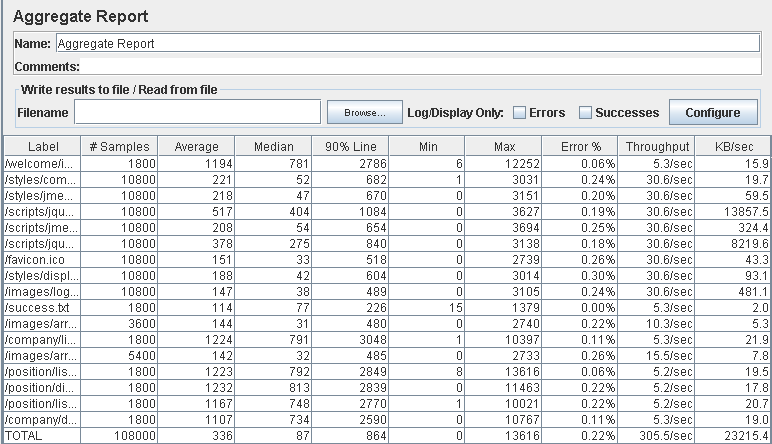 Aggregate Report
Name: Aggregate Report
Comments:
Write results to file / Read from file
Filename Browse... Log/Display Only: Errors Successes Configure
Label # Samples Average Median 90% Line Min Max Error % Throughput KB/sec
/welcome/i... 1800 1194 781 2786 6 12252 0.06% 5.3/sec 15.9
/styles/com... 10800 221 52 682 1 3031 0.24% 30.6/sec 19.7
/styles/jme... 10800 218 47 670 0 3151 0.20% 30.6/sec 59.5
/scripts/jqu... 10800 517 404 1084 0 3627 0.19% 30.6/sec 13857.5
/scripts/jme... 10800 208 54 654 0 3694 0.25% 30.6/sec 324.4
/scripts/jqu... 10800 378 275 840 0 3138 0.18% 30.6/sec 8219.6
/favicon.ico 10800 151 33 518 0 2739 0.26% 30.6/sec 43.3
/styles/displ... 10800 188 42 604 0 3014 0.30% 30.6/sec 93.1
/images/log... 10800 147 38 489 0 3105 0.24% 30.6/sec 481.1
/success.txt 1800 114 77 226 15 1379 0.00% 5.3/sec 2.0
/images/arr... 3600 144 31 480 0 2740 0.22% 10.3/sec 5.3
/company/li... 1800 1224 791 3048 1 10397 0.11% 5.3/sec 21.9
/images/arr... 5400 142 32 485 0 2733 0.26% 15.5/sec 7.8
/position/lis... 1800 1223 792 2849 8 13616 0.06% 5.2/sec 19.5
/position/di... 1800 1232 813 2839 0 11463 0.22% 5.2/sec 17.8
/position/lis... 1800 1167 748 2770 1 10021 0.22% 5.2/sec 20.7
/company/d... 1800 1107 734 2590 0 10767 0.11% 5.2/sec 19.0
TOTAL 108000 336 87 864 0 13616 0.22% 305.5/sec 23215.4